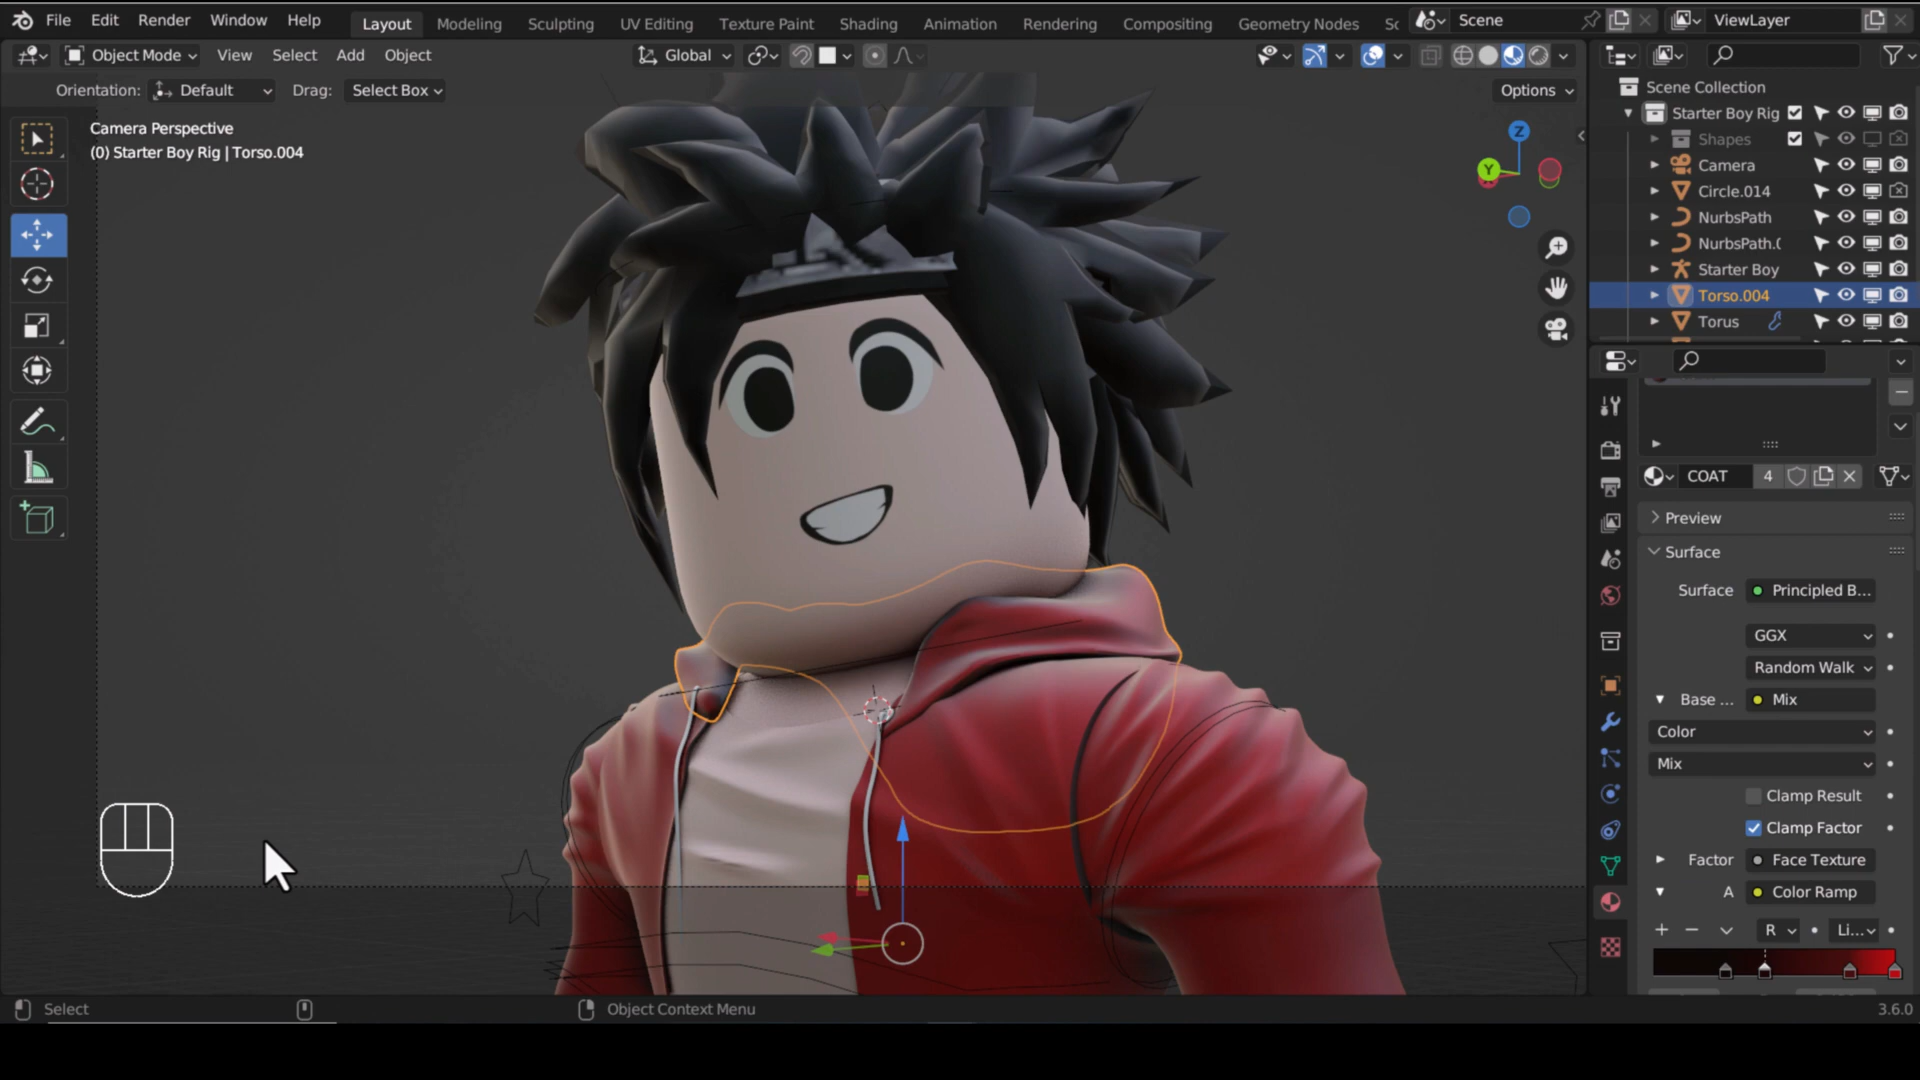 File Edit Render Window Help Layout Modeling Sculpting UV Editing Texture Paint Shading Animation Rendering Compositing Geometry Nodes Sc Scene ViewLayer
Object Mode View Select Add Object Global
Orientation: Default Drag: Select Box Options
Camera Perspective
(0) Starter Boy Rig | Torso.004
Z
Y
Scene Collection
Starter Boy Rig
Shapes
Camera
Circle.014
NurbsPath
NurbsPath.0
Starter Boy
Torso.004
Torus
COAT 4
Preview
Surface
Surface Principled B...
GGX
Random Walk
Base ... Mix
Color
Mix
Clamp Result
Clamp Factor
Factor Face Texture
A Color Ramp
R Li...
Select Object Context Menu 3.6.0